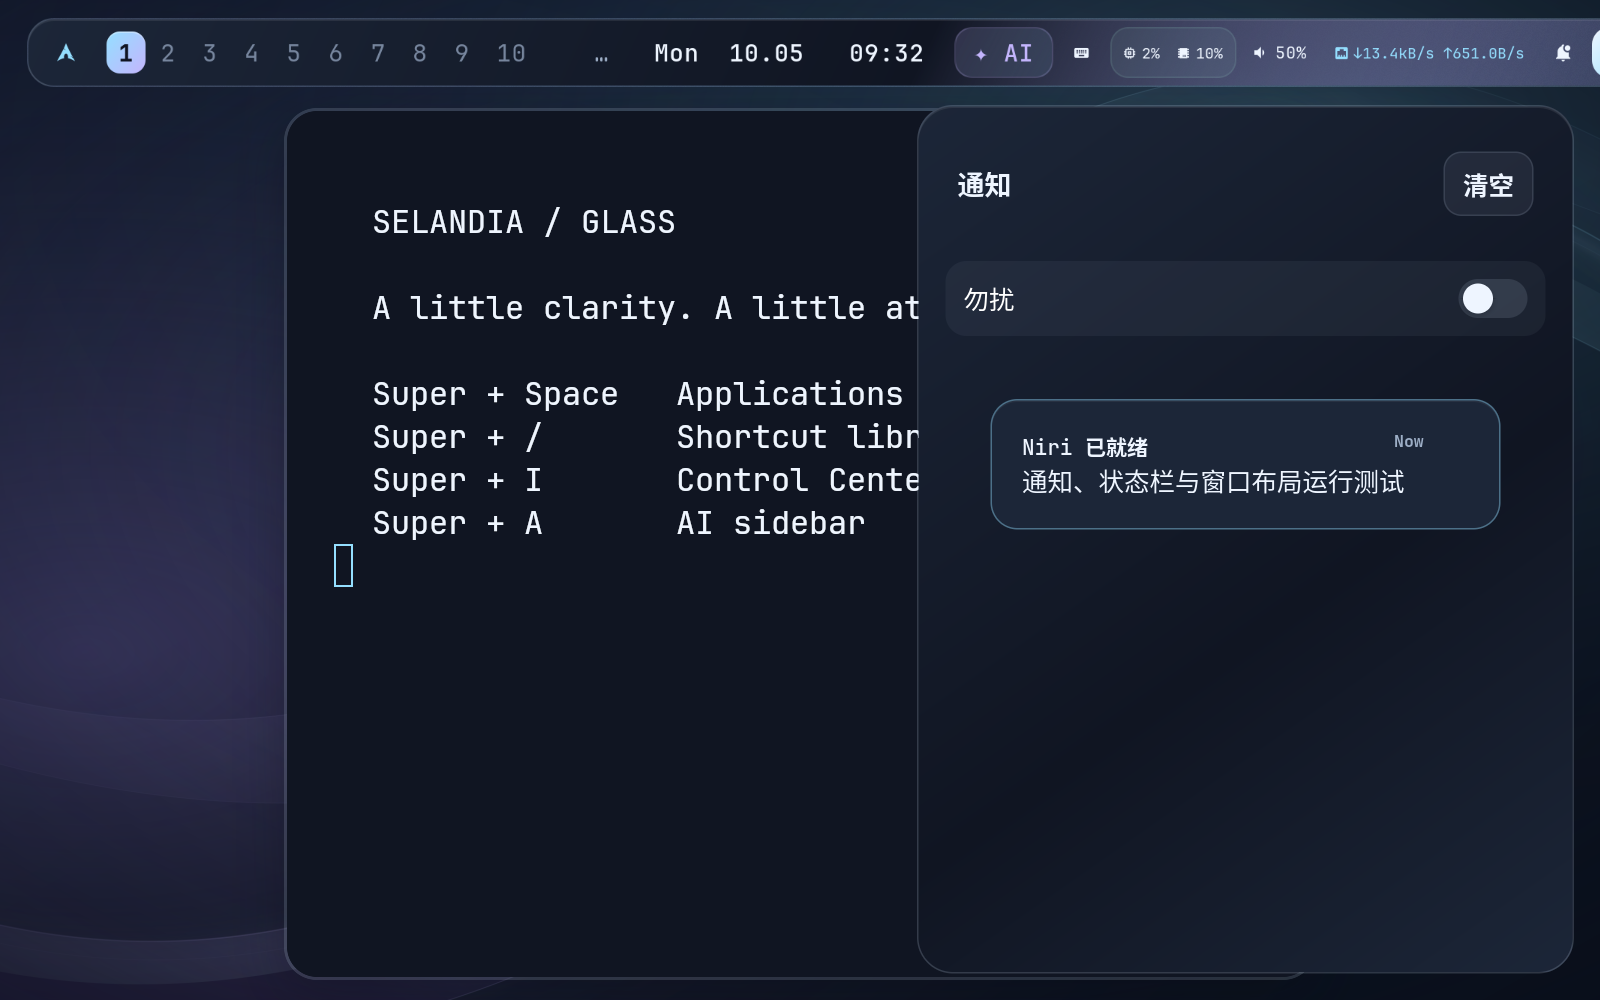 1 2 3 4 5 6 7 8 9 10 … Mon 10.05 09:32 ✦ AI 2% 10% 50% ↓13.4kB/s ↑651.0B/s
SELANDIA / GLASS
A little clarity. A little at
Super + Space Applications
Super + / Shortcut libr
Super + I Control Cente
Super + A AI sidebar
通知 清空
勿扰
Niri 已就绪 Now
通知、状态栏与窗口布局运行测试